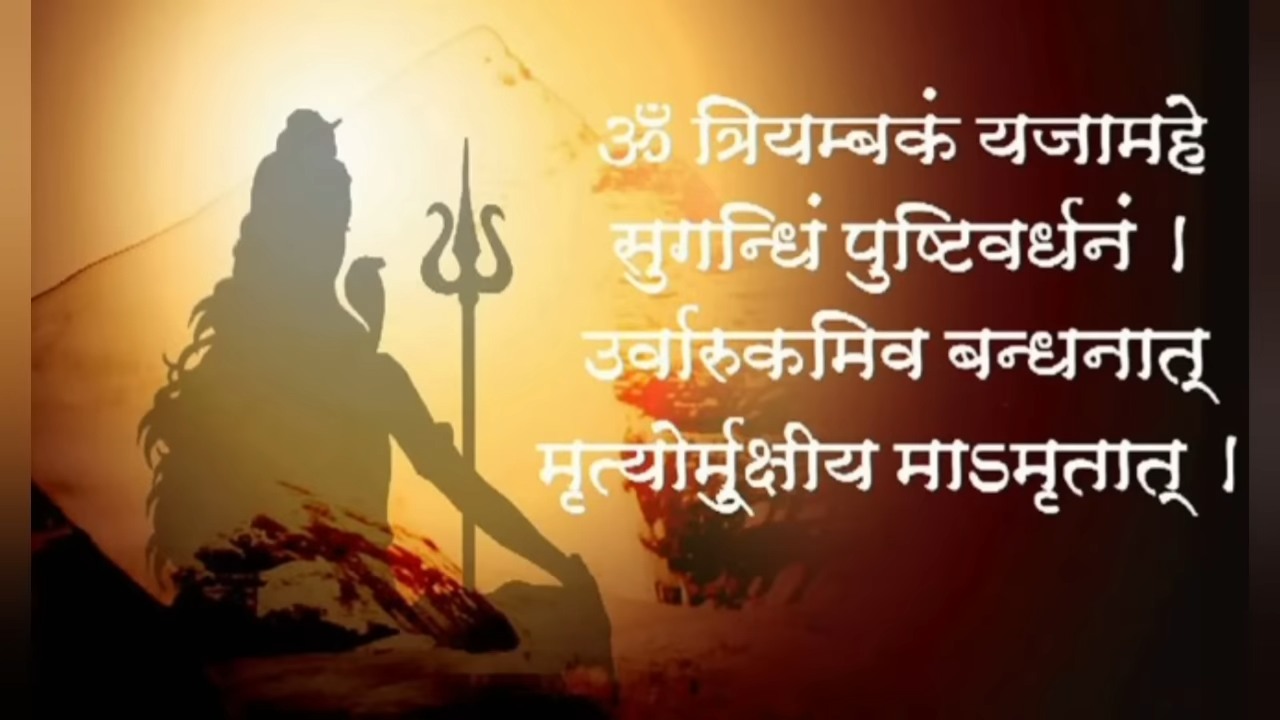 ॐ त्रियम्बकं यजामहे
सुगन्धिं पुष्टिवर्धनं ।
उर्वारुकमिव बन्धनात्
मृत्योर्मुक्षीय माऽमृतात् ।